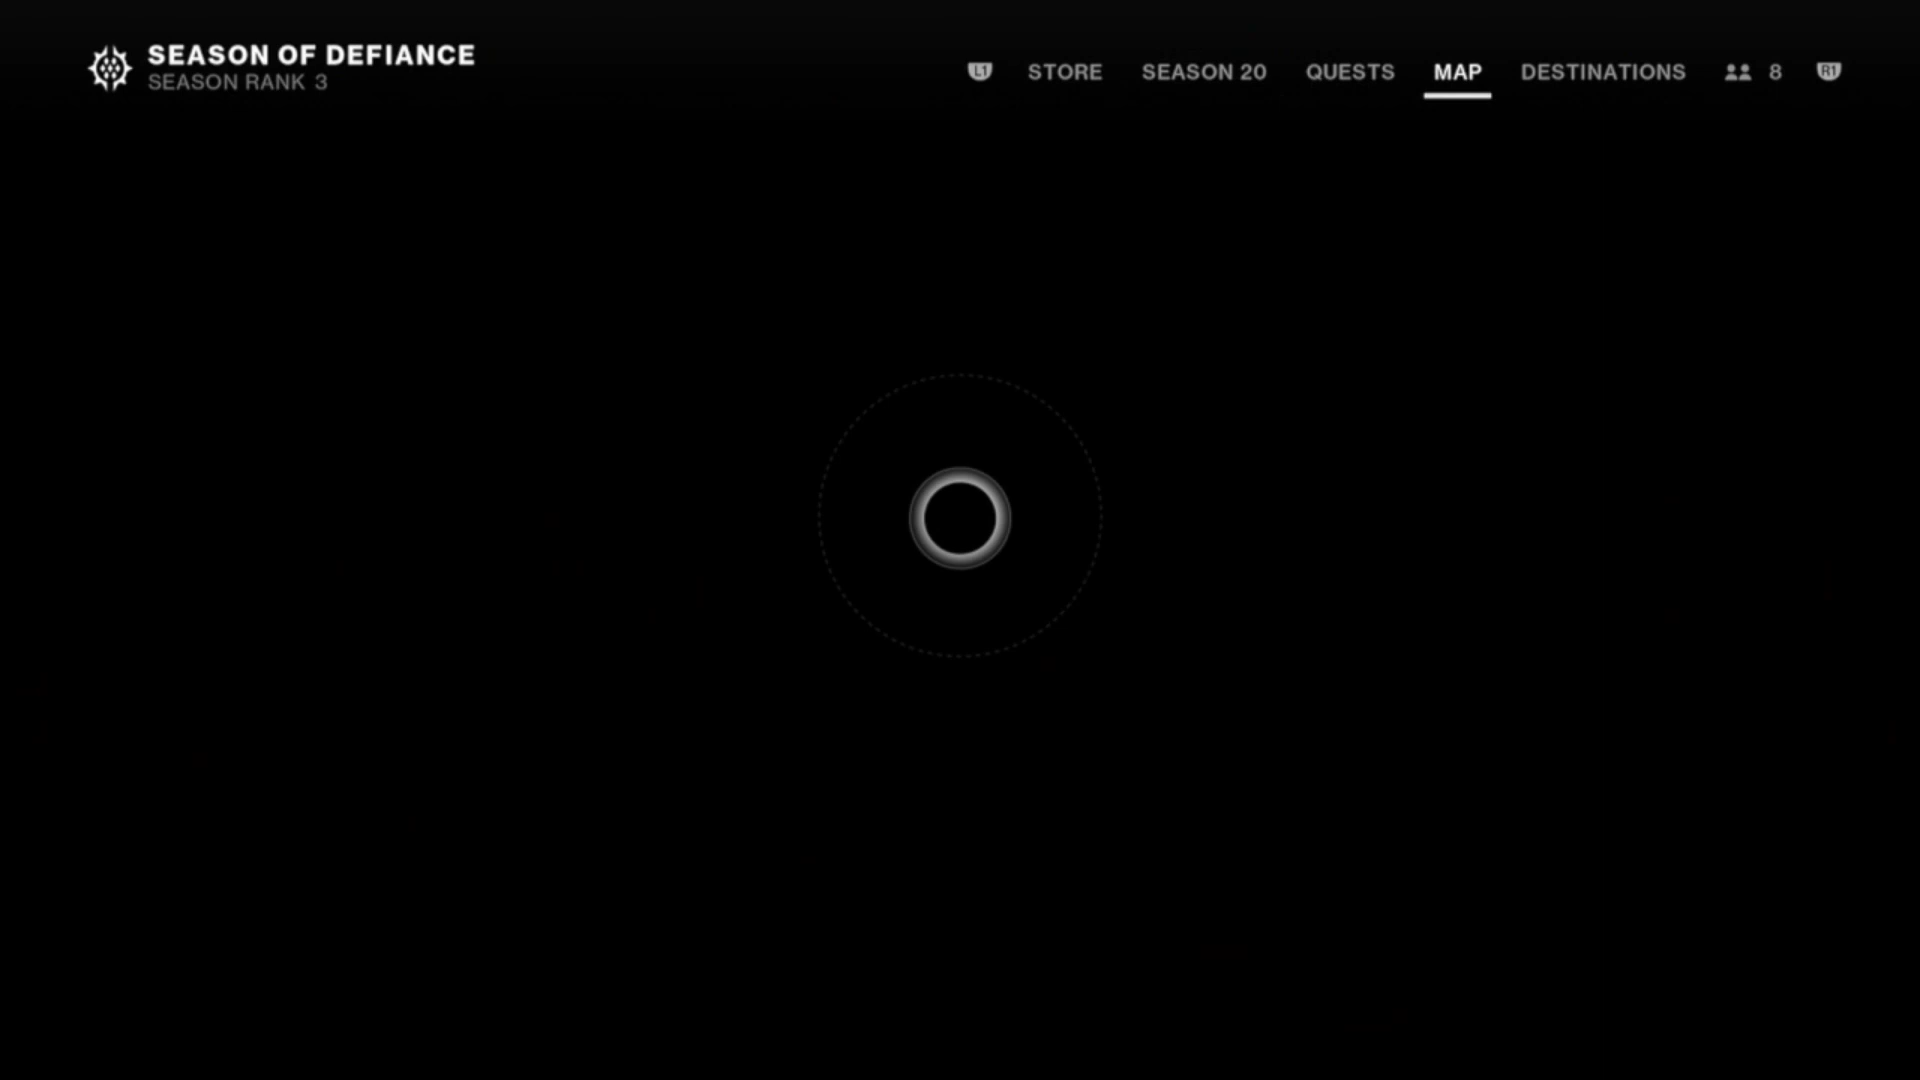 SEASON OF DEFIANCE
SEASON RANK 3
L1 STORE SEASON 20 QUESTS MAP DESTINATIONS 8 R1